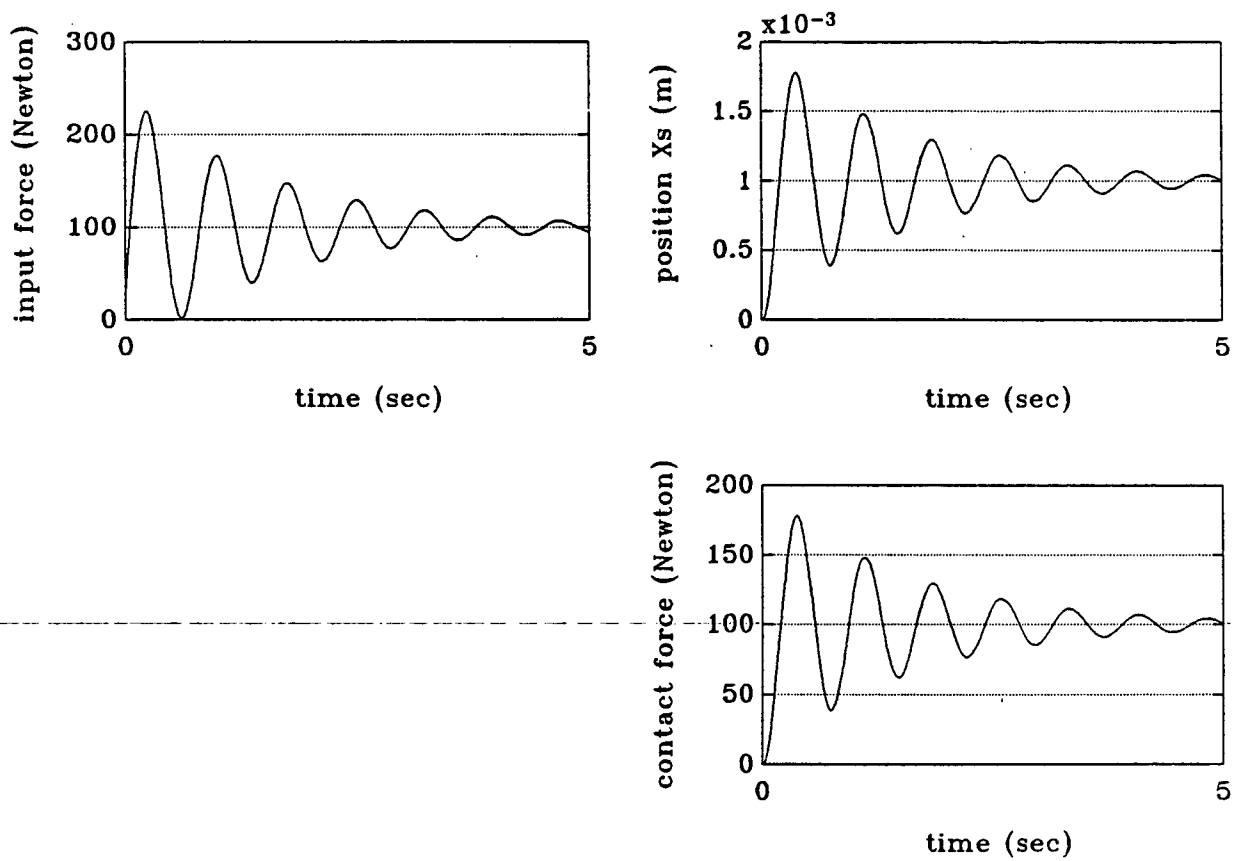 input force (Newton)
300
200
100
0
0
5
time (sec)
x10-3
position Xs (m)
2
1.5
1
0.5
0
0
5
time (sec)
contact force (Newton)
200
150
100
50
0
0
5
time (sec)